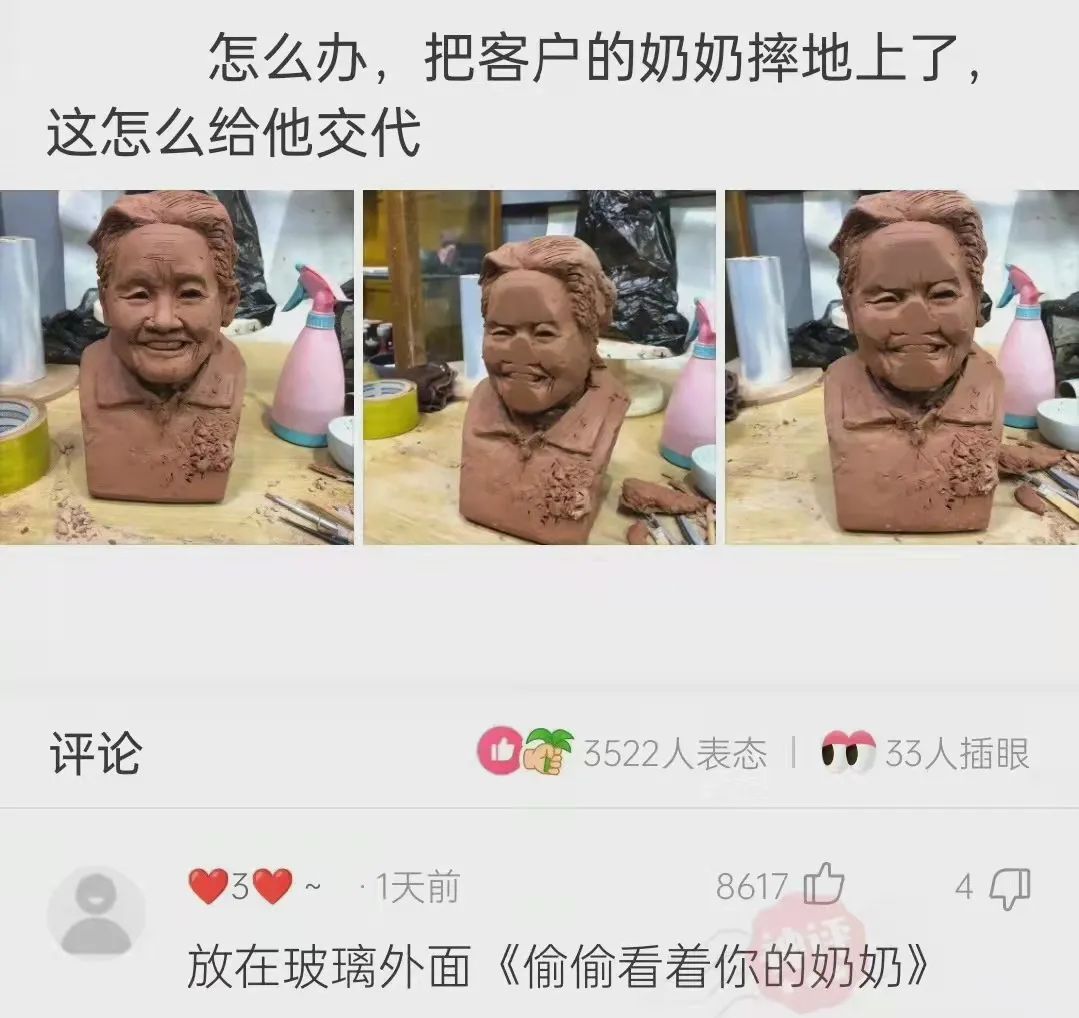 怎么办，把客户的奶奶摔地上了，
这怎么给他交代
评论
3522人表态 | 33人插眼
❤️3❤️ ~ · 1天前 8617 4
放在玻璃外面《偷偷看着你的奶奶》
神评